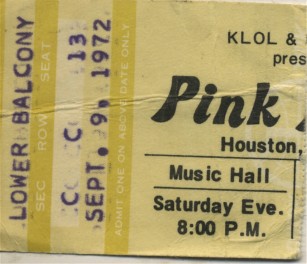 LOWER BALCONY
SEC ROW SEAT
C C 13
SEPT. 9, 1972
ADMIT ONE ON ABOVE DATE ONLY
KLOL &
pres
Pink
Houston,
Music Hall
Saturday Eve.
8:00 P.M.